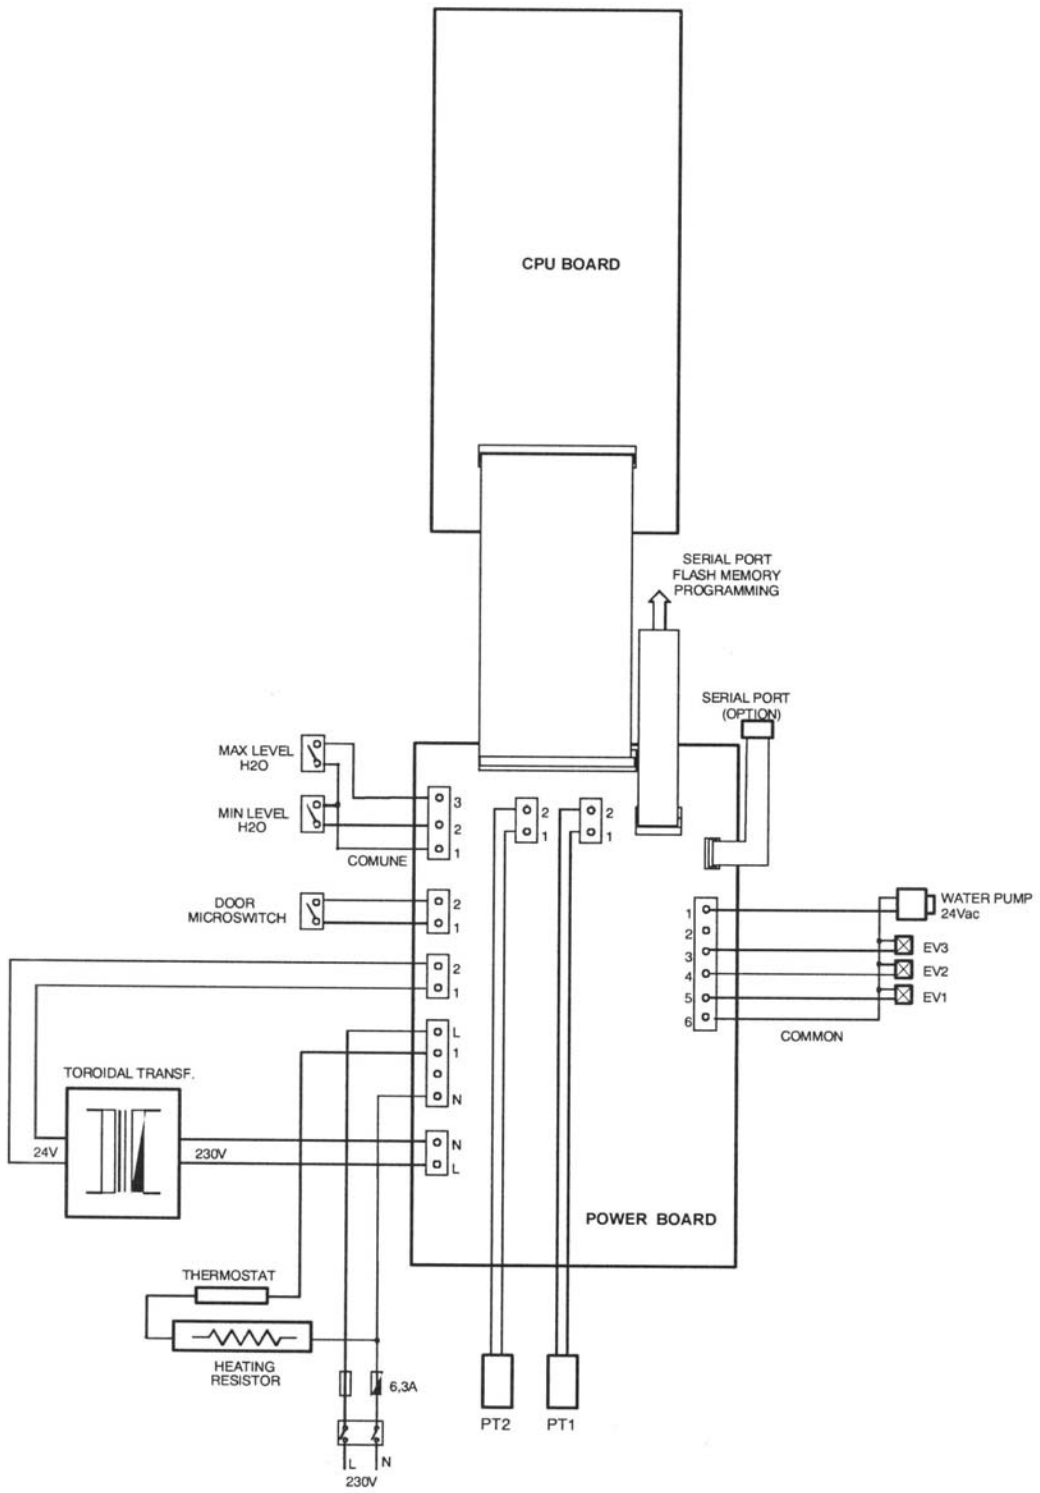 CPU BOARD
SERIAL PORT
FLASH MEMORY
PROGRAMMING
SERIAL PORT
(OPTION)
MAX LEVEL
H2O
MIN LEVEL
H2O
3
2
1
COMUNE
2
1
2
1
DOOR
MICROSWITCH
2
1
2
1
L
1
N
N
L
1
2
3
4
5
6
WATER PUMP
24Vac
EV3
EV2
EV1
COMMON
TOROIDAL TRANSF.
24V
230V
POWER BOARD
THERMOSTAT
HEATING
RESISTOR
6,3A
PT2
PT1
L
N
230V